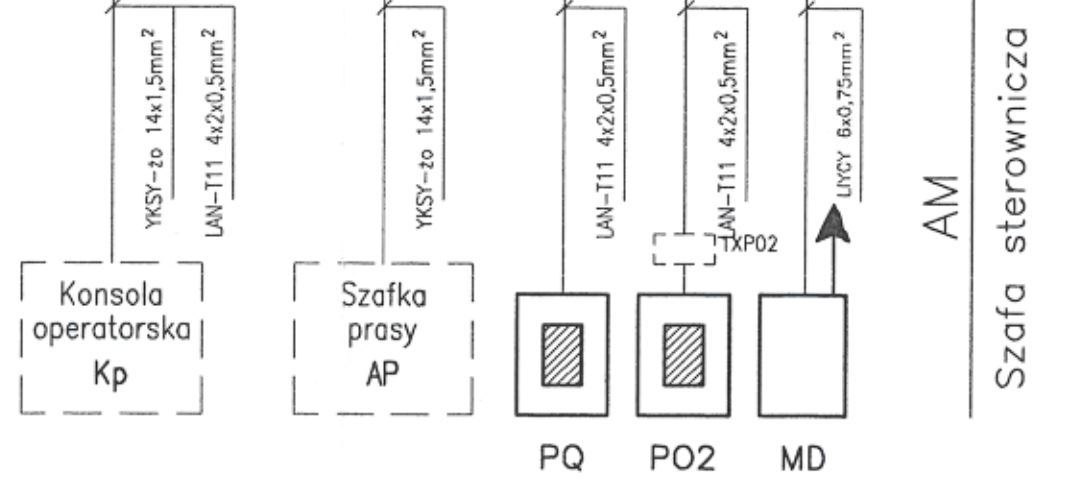 YKSY-żo 14x1,5mm²
LAN-T11 4x2x0,5mm²
YKSY-żo 14x1,5mm²
LAN-T11 4x2x0,5mm²
LAN-T11 4x2x0,5mm²
LIYCY 6x0,75mm²
TXPO2
Konsola
operatorska
Kp
Szafka
prasy
AP
PQ
PO2
MD
AM
Szafa sterownicza